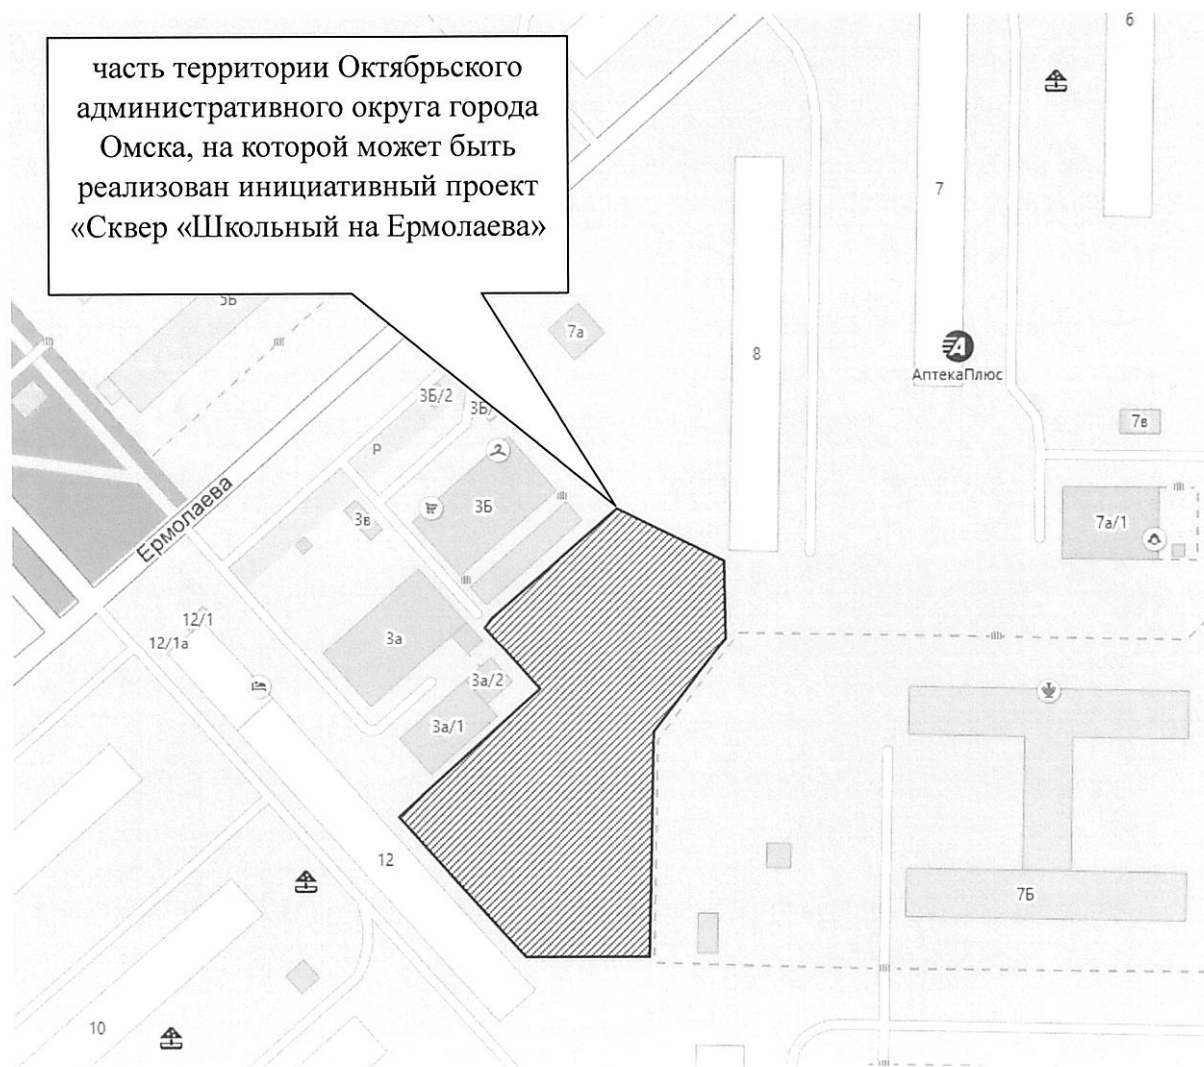 часть территории Октябрьского
административного округа города
Омска, на которой может быть
реализован инициативный проект
«Сквер «Школьный на Ермолаева»
6
7
5Б
7а
8
АптекаПлюс
3Б/2
3Б/
7в
Р
3Б
3в
7а/1
Ермолаева
12/1
12/1а
3а
3а/2
3а/1
12
7Б
10